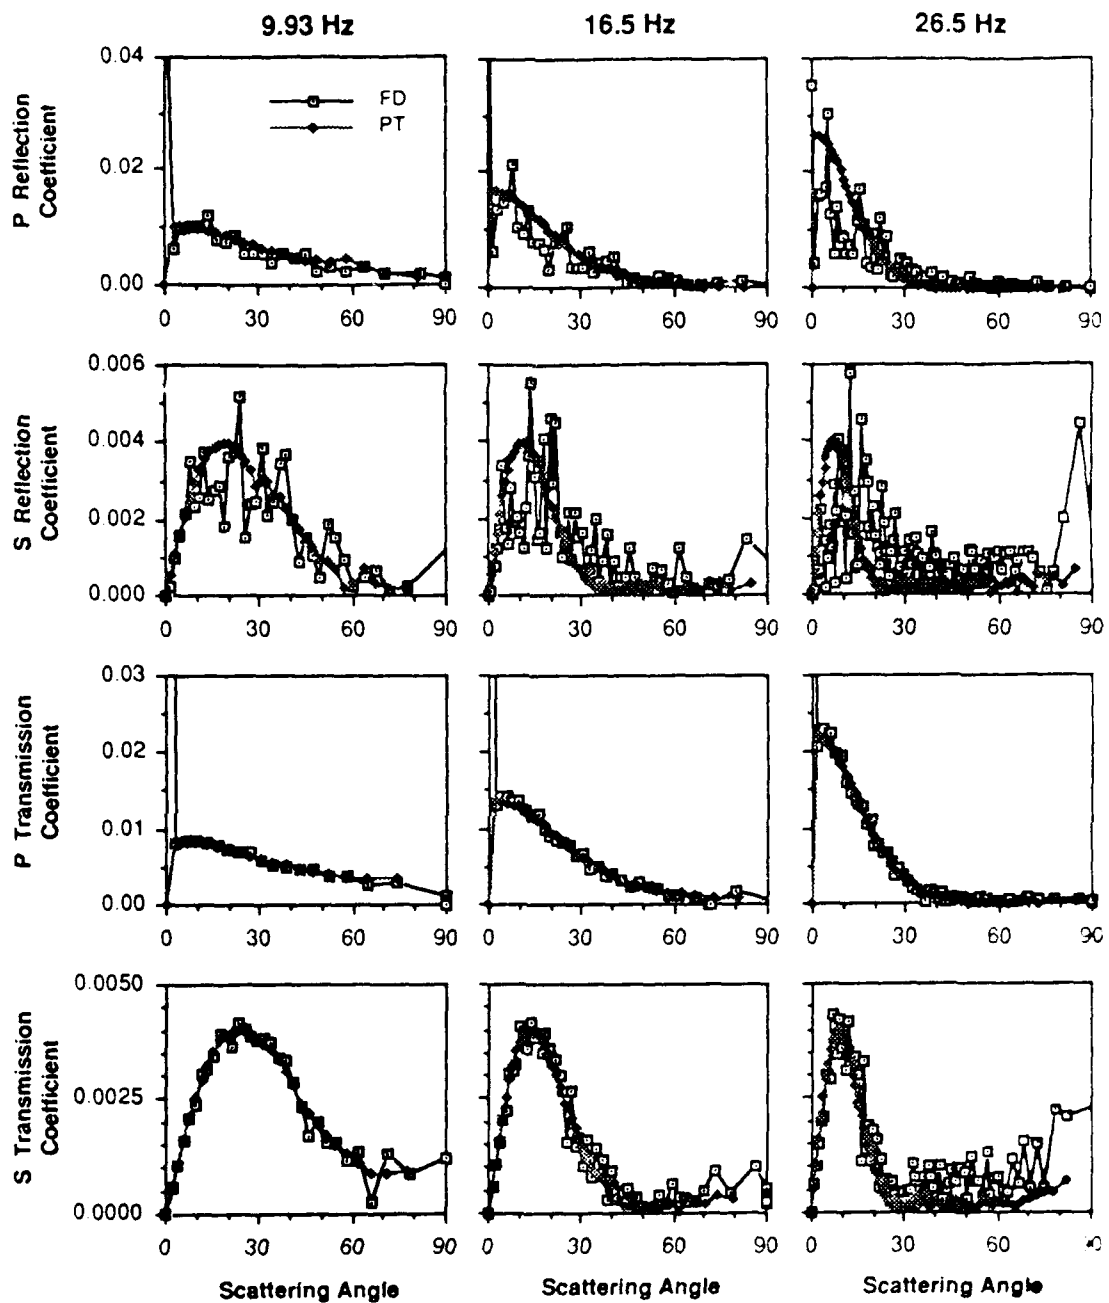 9.93 Hz 16.5 Hz 26.5 Hz
P Reflection
Coefficient
0.04
0.02
0.00
FD
PT
0 30 60 90 0 30 60 90 0 30 60 90
S Reflection
Coefficient
0.006
0.004
0.002
0.000
0 30 60 90 0 30 60 90 0 30 60 90
P Transmission
Coefficient
0.03
0.02
0.01
0.00
0 30 60 90 0 30 60 90 0 30 60 90
S Transmission
Coefficient
0.0050
0.0025
0.0000
0 30 60 90 0 30 60 90 0 30 60 90
Scattering Angle Scattering Angle Scattering Angle